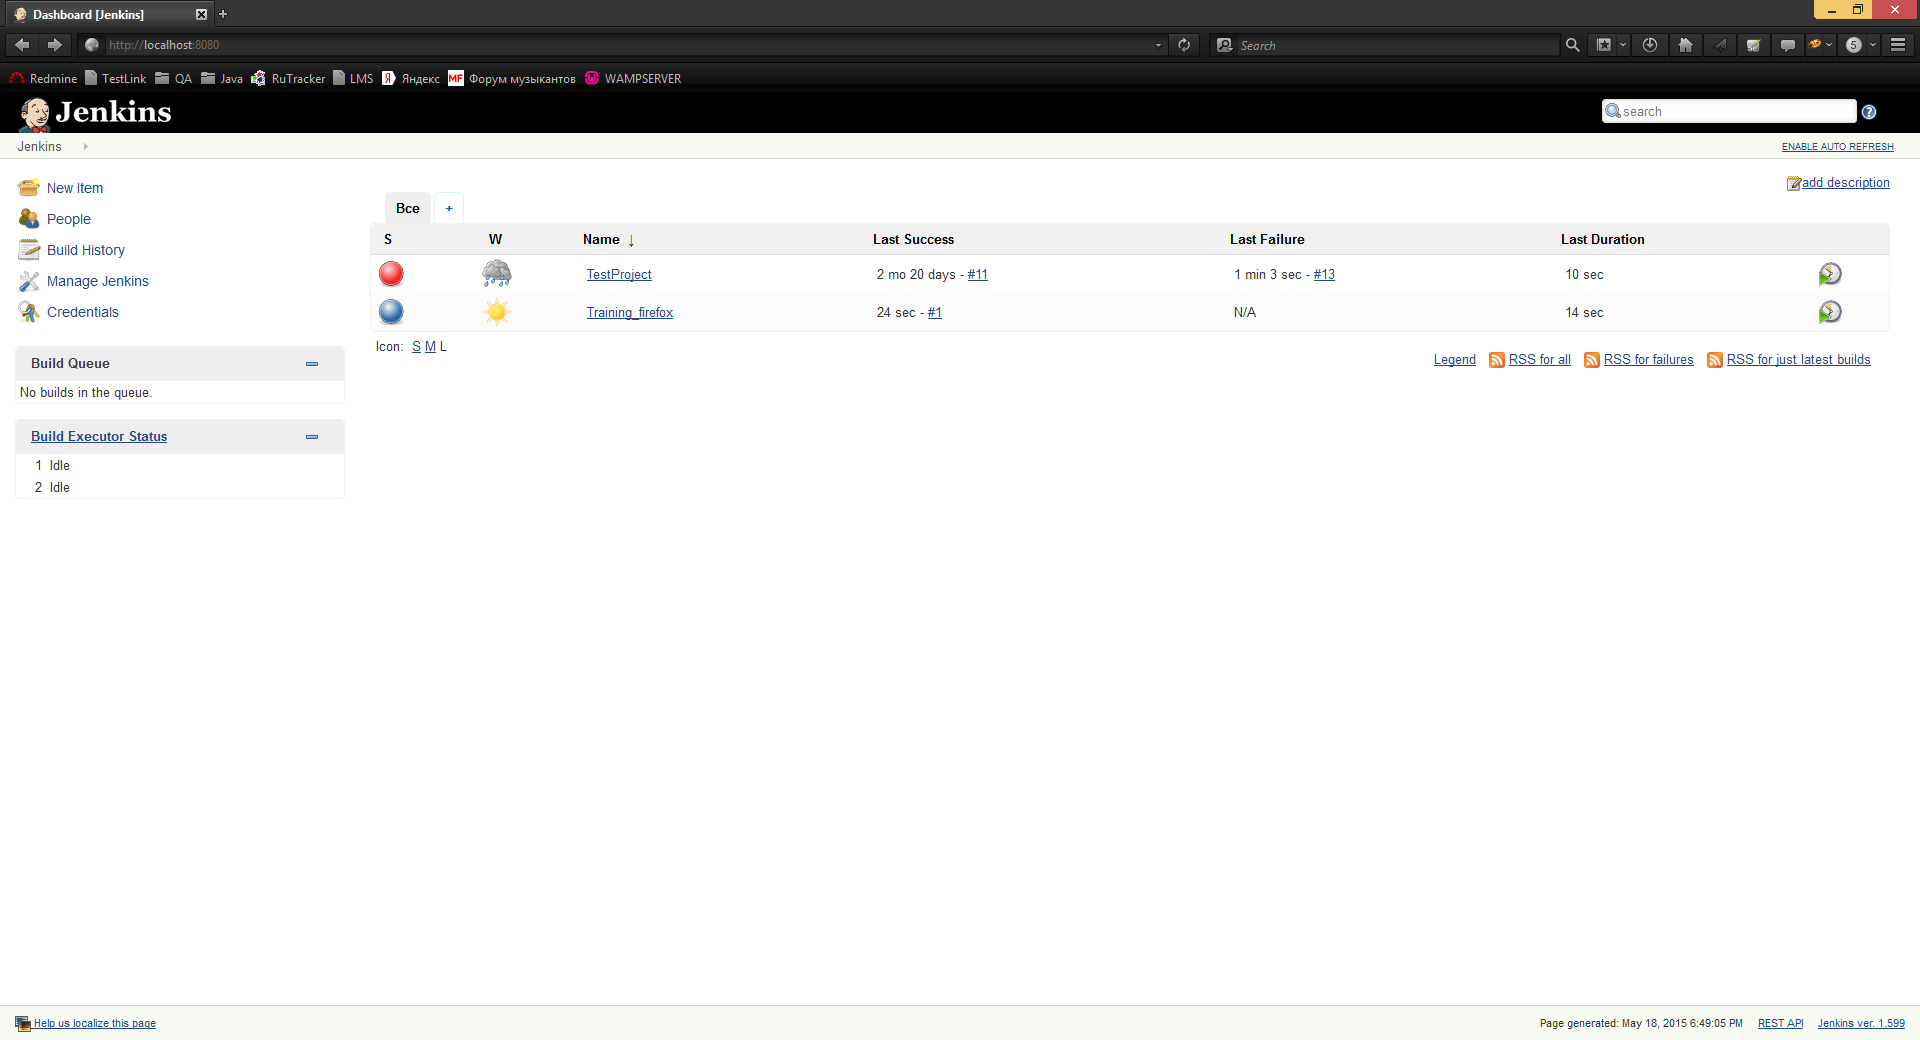 Dashboard [Jenkins]
http://localhost:8080
Search
5
Redmine TestLink QA Java RuTracker LMS Яндекс Форум музыкантов WAMPSERVER
Jenkins
search
Jenkins
ENABLE AUTO REFRESH
New Item
People
Build History
Manage Jenkins
Credentials
Build Queue
No builds in the queue.
Build Executor Status
1 Idle
2 Idle
add description
Все +
S W Name ↓ Last Success Last Failure Last Duration
TestProject 2 mo 20 days - #11 1 min 3 sec - #13 10 sec
Training_firefox 24 sec - #1 N/A 14 sec
Icon: S M L
Legend RSS for all RSS for failures RSS for just latest builds
Help us localize this page
Page generated: May 18, 2015 6:49:05 PM REST API Jenkins ver. 1.599